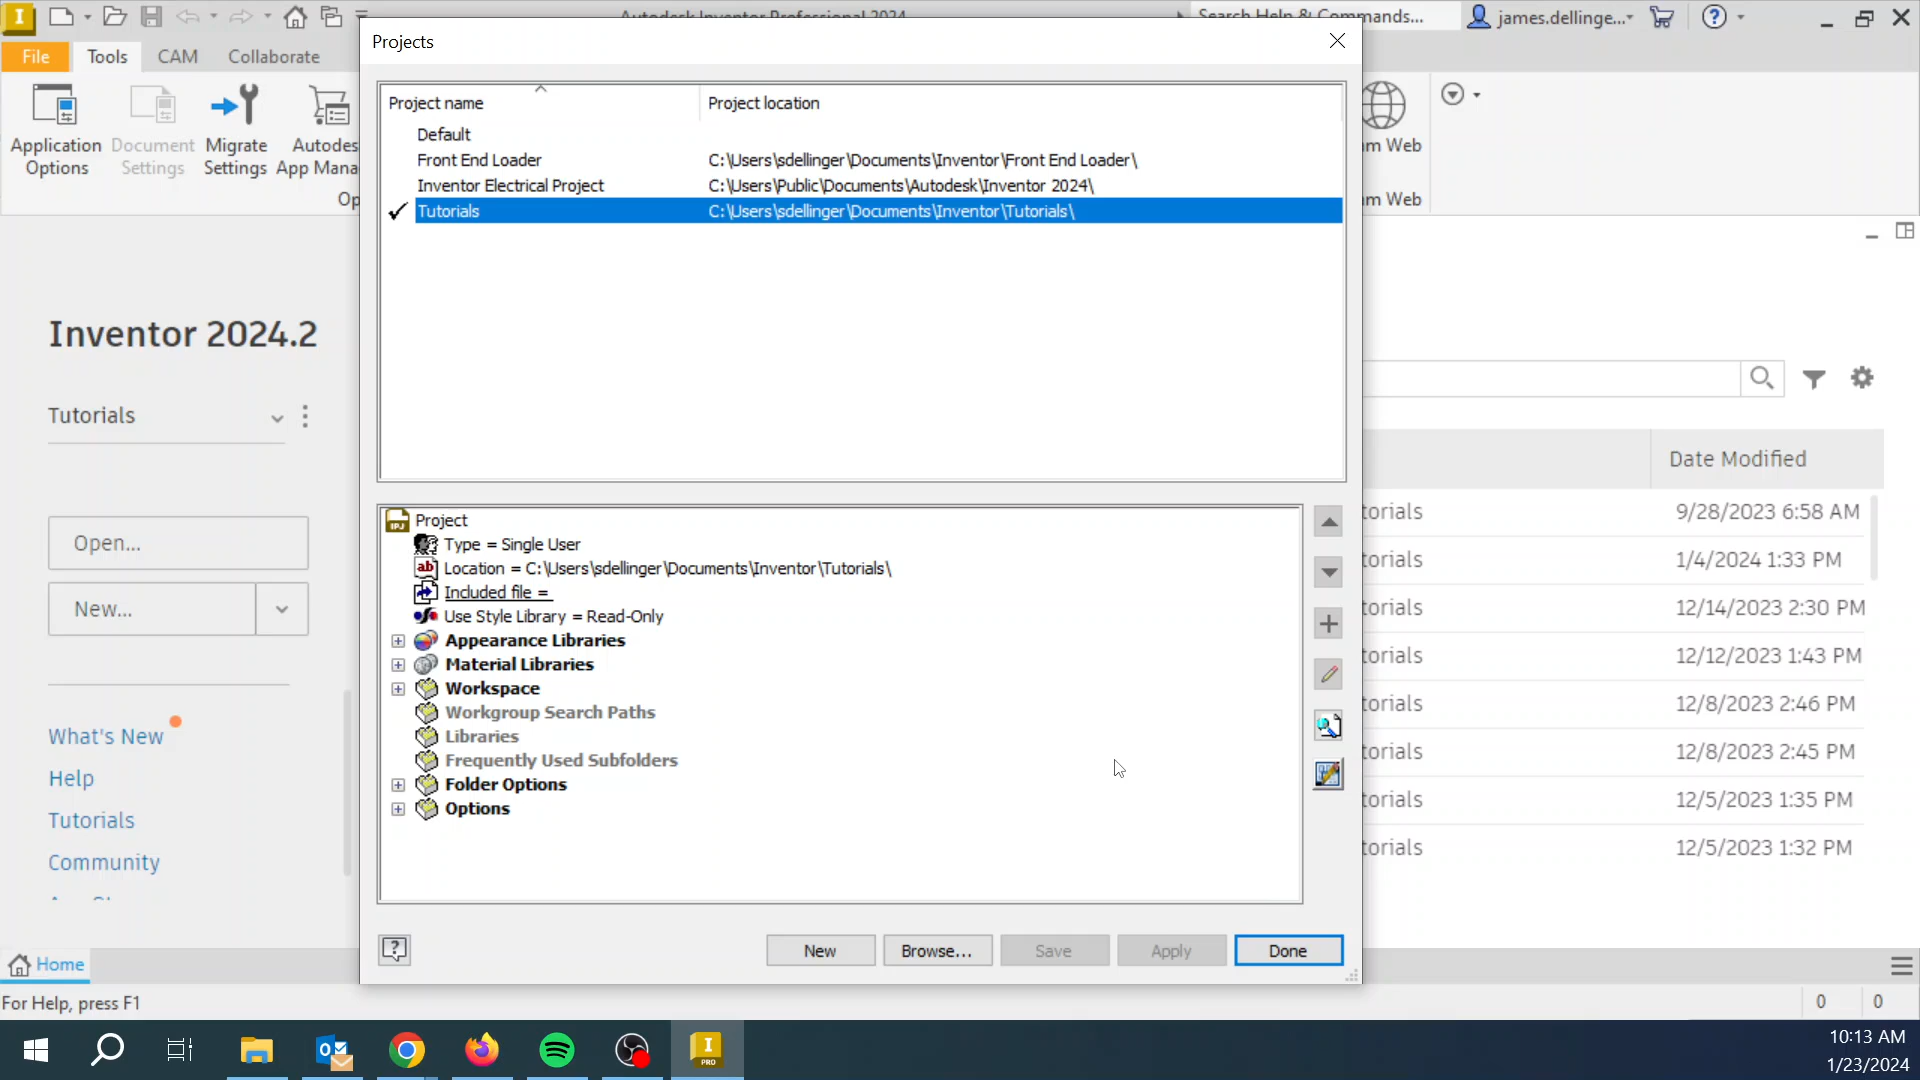 Autodesk Inventor Professional 2024
Search Help & Commands...
james.dellinge...
Projects
File
Tools
CAM
Collaborate
Application Options
Document Settings
Migrate Settings
Autodes
App Mana
Op
m Web
m Web
Project name
Project location
Default
Front End Loader
C:\Users\sdellinger\Documents\Inventor\Front End Loader\
Inventor Electrical Project
C:\Users\Public\Documents\Autodesk\Inventor 2024\
Tutorials
C:\Users\sdellinger\Documents\Inventor\Tutorials\
Inventor 2024.2
Tutorials
Open...
New...
What's New
Help
Tutorials
Community
Project
Type = Single User
Location = C:\Users\sdellinger\Documents\Inventor\Tutorials\
Included file =
Use Style Library = Read-Only
Appearance Libraries
Material Libraries
Workspace
Workgroup Search Paths
Libraries
Frequently Used Subfolders
Folder Options
Options
Date Modified
torials 9/28/2023 6:58 AM
torials 1/4/2024 1:33 PM
torials 12/14/2023 2:30 PM
torials 12/12/2023 1:43 PM
torials 12/8/2023 2:46 PM
torials 12/8/2023 2:45 PM
torials 12/5/2023 1:35 PM
torials 12/5/2023 1:32 PM
New
Browse...
Save
Apply
Done
Home
For Help, press F1
0
0
I PRO
10:13 AM
1/23/2024